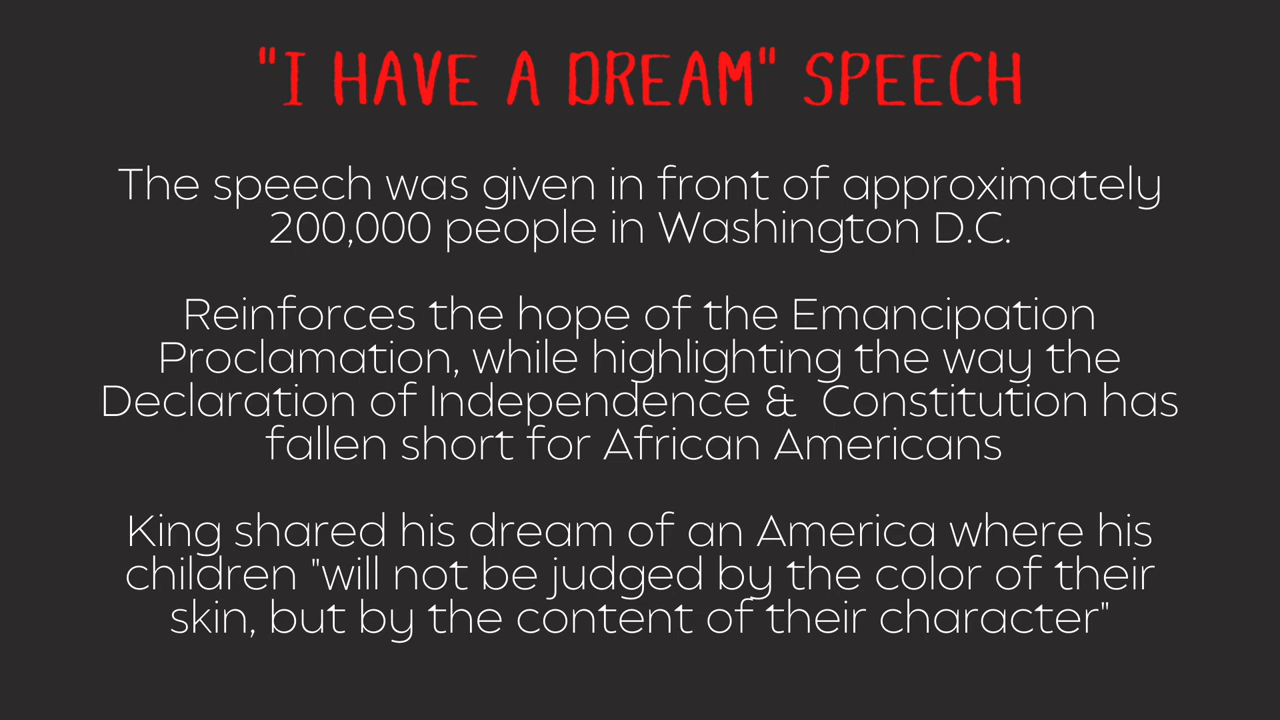 "I HAVE A DREAM" SPEECH
The speech was given in front of approximately
200,000 people in Washington D.C.
Reinforces the hope of the Emancipation
Proclamation, while highlighting the way the
Declaration of Independence &  Constitution has
fallen short for African Americans
King shared his dream of an America where his
children "will not be judged by the color of their
skin, but by the content of their character"